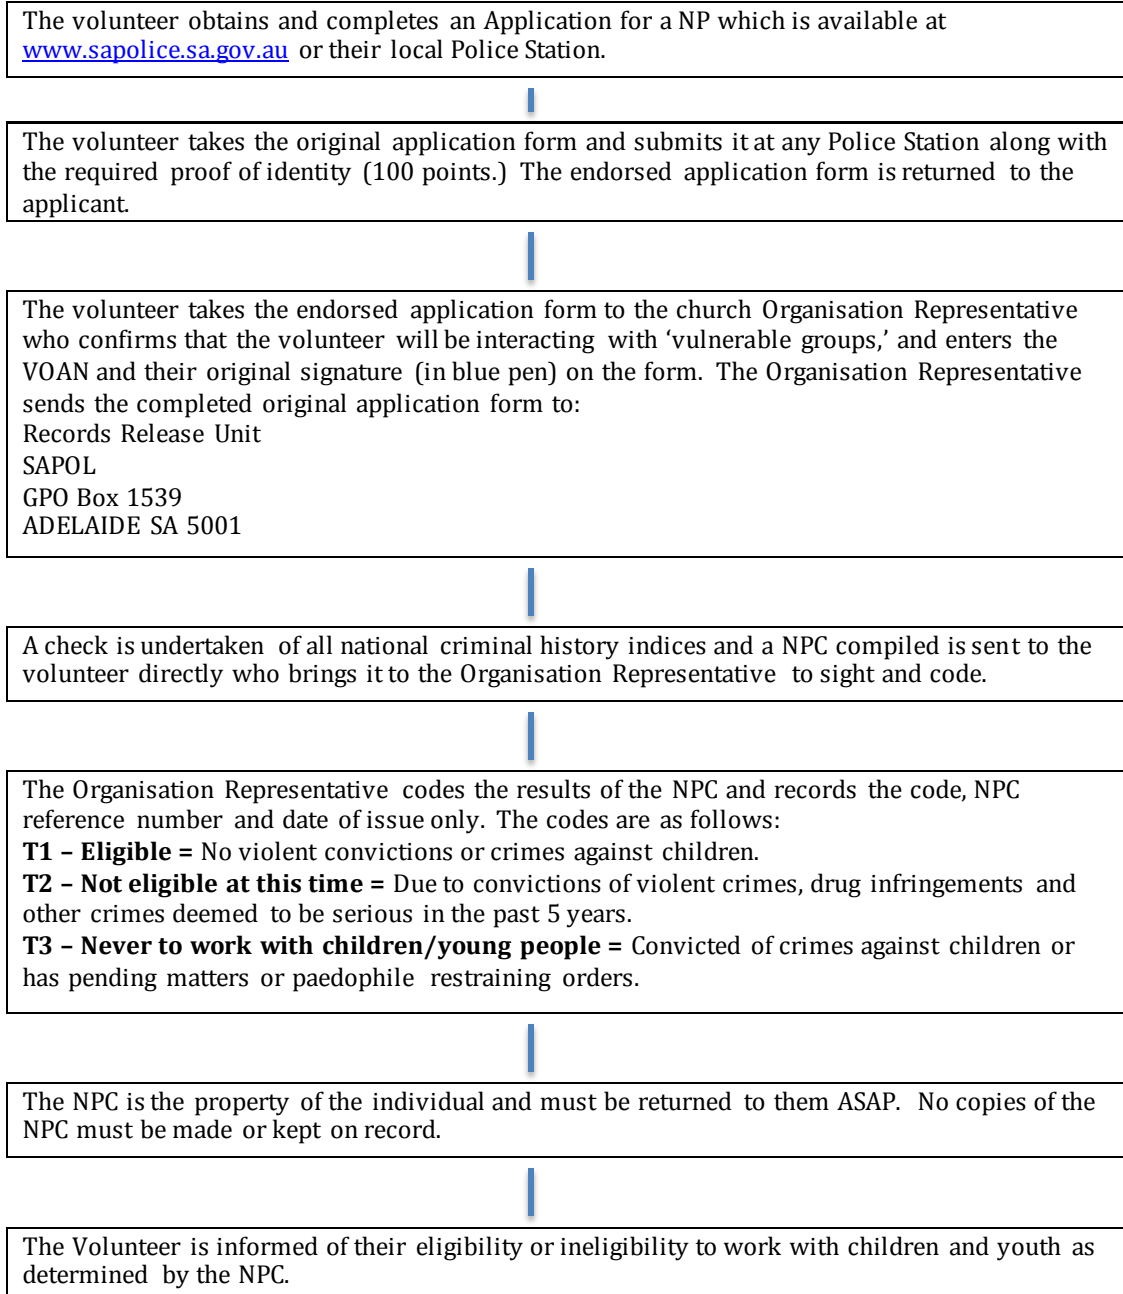 The volunteer obtains and completes an Application for a NP which is available at
www.sapolice.sa.gov.au or their local Police Station.
The volunteer takes the original application form and submits it at any Police Station along with
the required proof of identity (100 points.) The endorsed application form is returned to the
applicant.
The volunteer takes the endorsed application form to the church Organisation Representative
who confirms that the volunteer will be interacting with ‘vulnerable groups,’ and enters the
VOAN and their original signature (in blue pen) on the form. The Organisation Representative
sends the completed original application form to:
Records Release Unit
SAPOL
GPO Box 1539
ADELAIDE SA 5001
A check is undertaken of all national criminal history indices and a NPC compiled is sent to the
volunteer directly who brings it to the Organisation Representative to sight and code.
The Organisation Representative codes the results of the NPC and records the code, NPC
reference number and date of issue only. The codes are as follows:
T1 – Eligible = No violent convictions or crimes against children.
T2 – Not eligible at this time = Due to convictions of violent crimes, drug infringements and
other crimes deemed to be serious in the past 5 years.
T3 – Never to work with children/young people = Convicted of crimes against children or
has pending matters or paedophile restraining orders.
The NPC is the property of the individual and must be returned to them ASAP. No copies of the
NPC must be made or kept on record.
The Volunteer is informed of their eligibility or ineligibility to work with children and youth as
determined by the NPC.